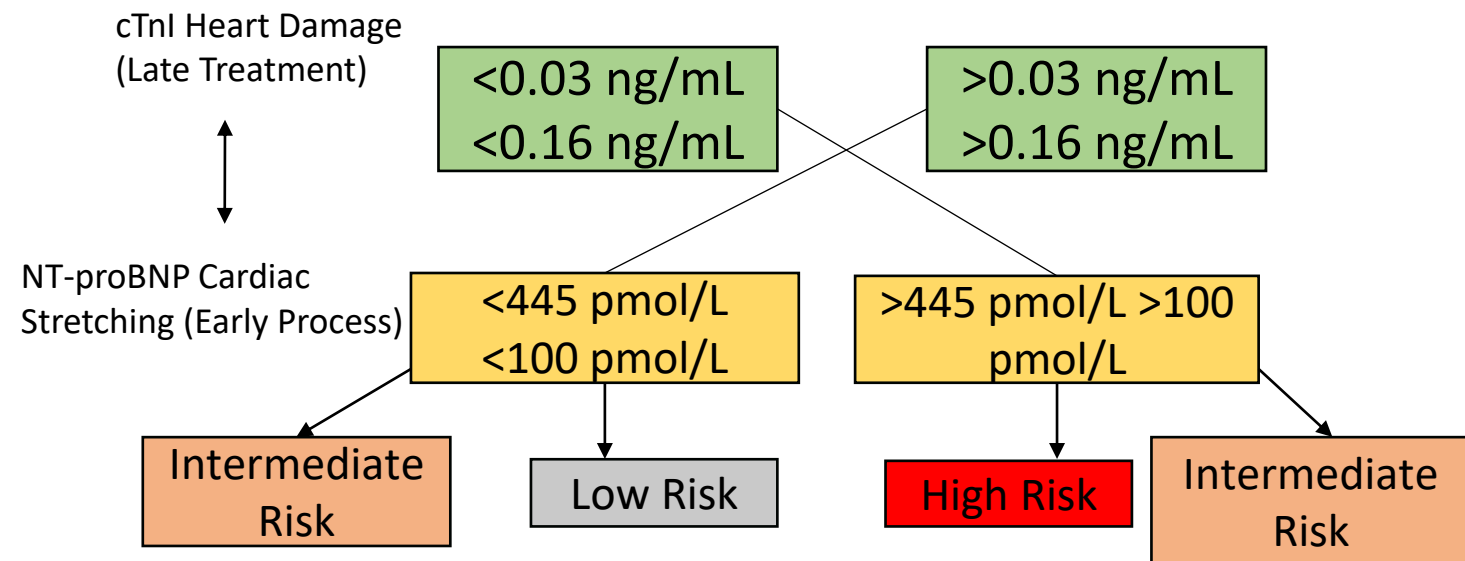 cTnI Heart Damage
(Late Treatment)
<0.03 ng/mL
<0.16 ng/mL
>0.03 ng/mL
>0.16 ng/mL
NT-proBNP Cardiac
Stretching (Early Process)
<445 pmol/L
<100 pmol/L
>445 pmol/L >100
pmol/L
Intermediate
Risk
Low Risk
High Risk
Intermediate
Risk